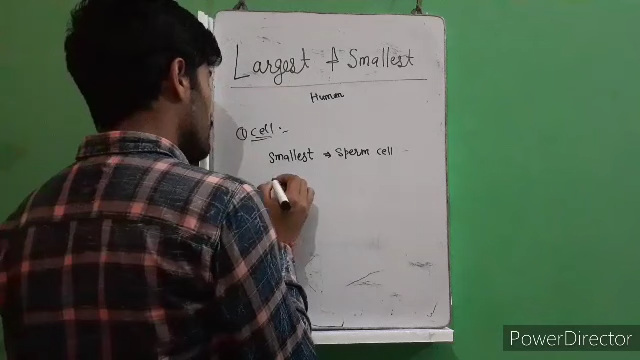 Largest & Smallest
Human
① Cell :-
Smallest → Sperm cell
PowerDirector